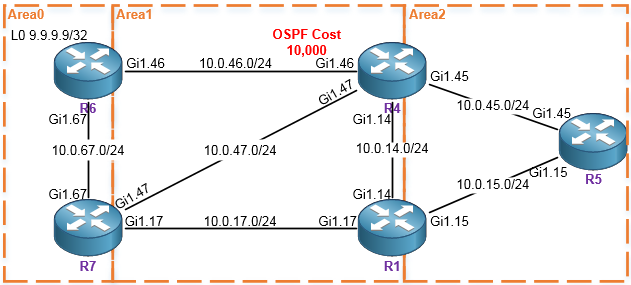 Area0
Area1
Area2
L0 9.9.9.9/32
OSPF Cost
10,000
Gi1.46
10.0.46.0/24
Gi1.46
R6
R4
Gi1.47
Gi1.45
10.0.45.0/24
Gi1.45
Gi1.67
Gi1.14
10.0.67.0/24
10.0.47.0/24
10.0.14.0/24
Gi1.15
R5
10.0.15.0/24
Gi1.67
Gi1.47
Gi1.14
Gi1.17
10.0.17.0/24
Gi1.17
Gi1.15
R7
R1